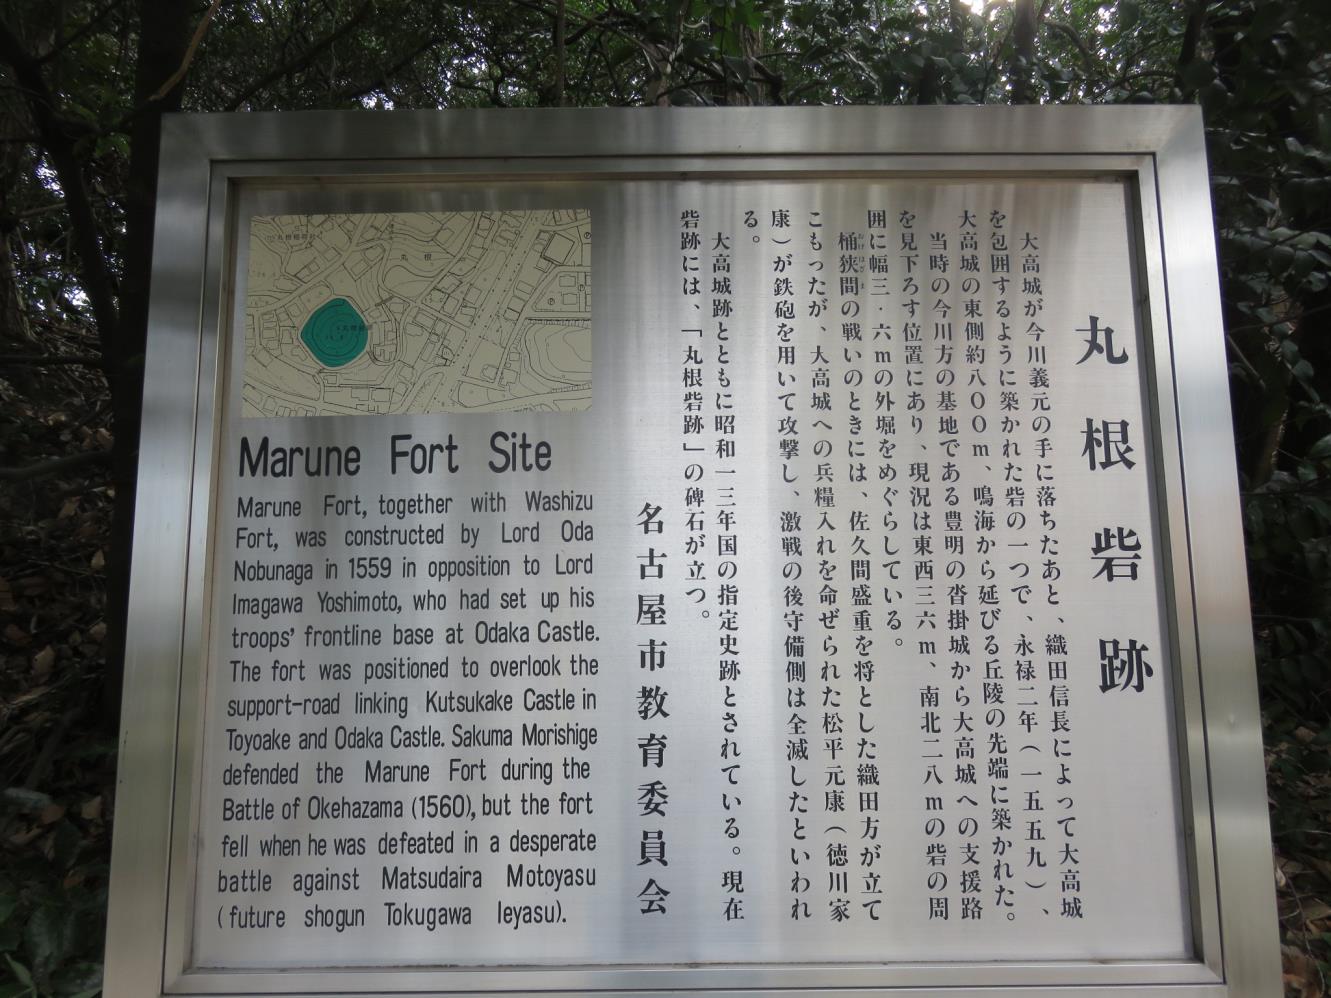 丸根砦跡
大高城が今川義元の手に落ちたあと、織田信長によって大高城
を包囲するように築かれた砦の一つで、永禄二年（一五五九）、
大高城の東側約八〇〇m、鳴海から延びる丘陵の先端に築かれた。
当時の今川方の基地である豊明の沓掛城から大高城への支援路
を見下ろす位置にあり、現況は東西三六m、南北二八mの砦の周
囲に幅三・六mの外堀をめぐらしている。
桶狭間の戦いのときには、佐久間盛重を将とした織田方が立て
こもったが、大高城への兵糧入れを命ぜられた松平元康（徳川家
康）が鉄砲を用いて攻撃し、激戦の後守備側は全滅したといわれ
る。
大高城跡とともに昭和一三年国の指定史跡とされている。現在
砦跡には、「丸根砦跡」の碑石が立つ。
名古屋市教育委員会
丸根
Marune Fort Site
Marune Fort, together with Washizu
Fort, was constructed by Lord Oda
Nobunaga in 1559 in opposition to Lord
Imagawa Yoshimoto, who had set up his
troops' frontline base at Odaka Castle.
The fort was positioned to overlook the
support-road linking Kutsukake Castle in
Toyoake and Odaka Castle. Sakuma Morishige
defended the Marune Fort during the
Battle of Okehazama (1560), but the fort
fell when he was defeated in a desperate
battle against Matsudaira Motoyasu
(future shogun Tokugawa Ieyasu).